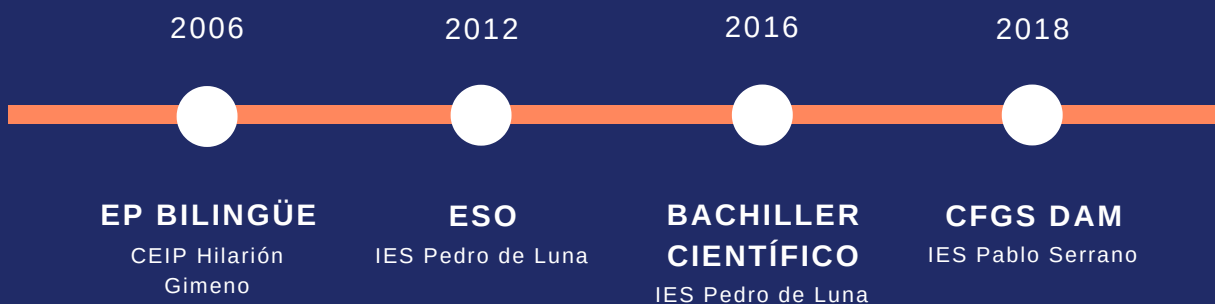 2006
2012
2016
2018
EP BILINGÜE
CEIP Hilarión
Gimeno
ESO
IES Pedro de Luna
BACHILLER
CIENTÍFICO
IES Pedro de Luna
CFGS DAM
IES Pablo Serrano